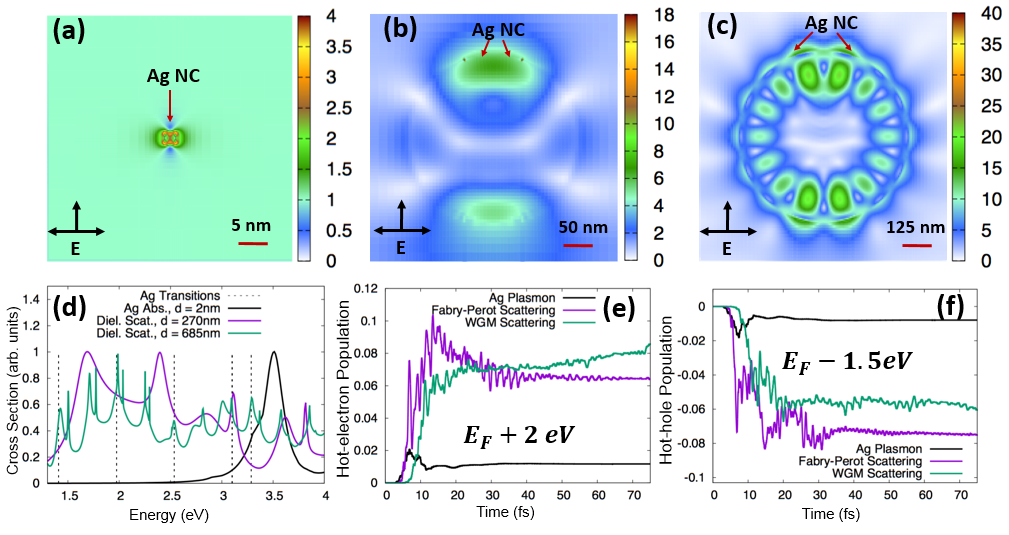 (a)
Ag NC
E
5 nm
4
3.5
3
2.5
2
1.5
1
0.5
0
(b)
Ag NC
E
50 nm
18
16
14
12
10
8
6
4
2
0
(c)
Ag NC
E
125 nm
40
35
30
25
20
15
10
5
0
(d)
Ag Transitions
Ag Abs., d = 2nm
Diel. Scat., d = 270nm
Diel. Scat., d = 685nm
Cross Section (arb. units)
1.4
1.2
1
0.8
0.6
0.4
0.2
0
1.5 2 2.5 3 3.5 4
Energy (eV)
(e)
Ag Plasmon
Fabry-Perot Scattering
WGM Scattering
Hot-electron Population
0.12
0.1
0.08
0.06
0.04
0.02
0
E_F + 2 eV
0 10 20 30 40 50 60 70
Time (fs)
(f)
Hot-hole Population
0
-0.02
-0.04
-0.06
-0.08
-0.1
E_F − 1.5eV
Ag Plasmon
Fabry-Perot Scattering
WGM Scattering
0 10 20 30 40 50 60 70
Time (fs)